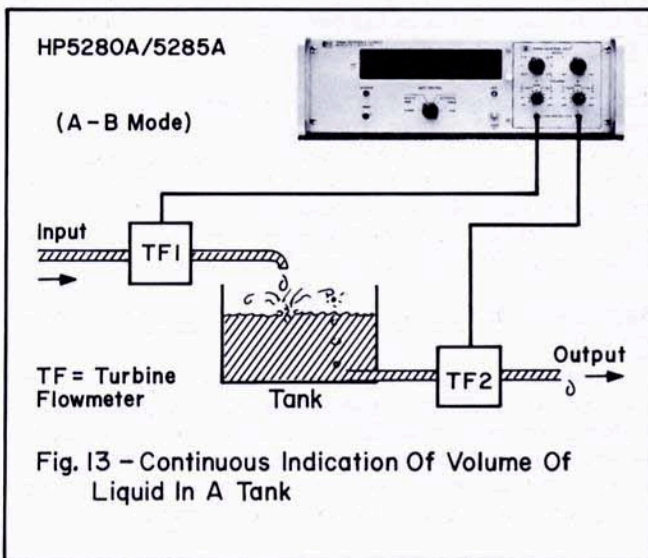 HP5280A/5285A
(A-B Mode)
Input
TF1
TF = Turbine
Flowmeter
Tank
TF2
Output
Fig. 13 - Continuous Indication Of Volume Of
Liquid In A Tank